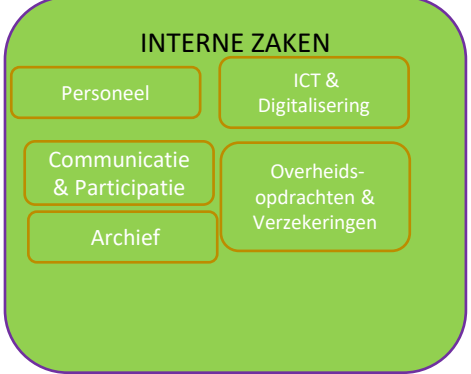 INTERNE ZAKEN
Personeel
ICT &
Digitalisering
Communicatie
& Participatie
Overheids-
opdrachten &
Verzekeringen
Archief